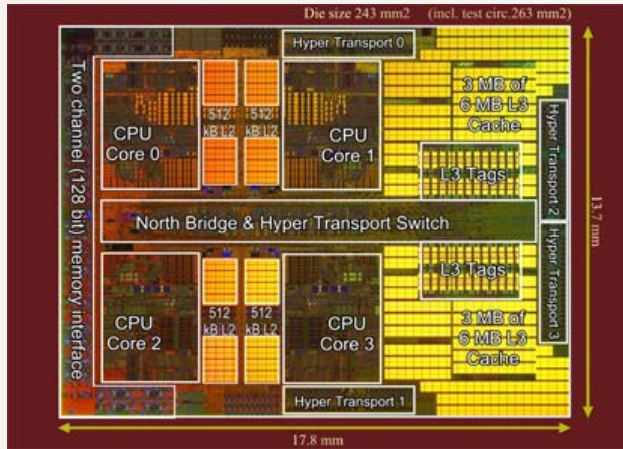 Die size 243 mm2 (incl. test circ.263 mm2)
Two channel (128 bit) memory interface
Hyper Transport 0
CPU
Core 0
512
kB L2
512
kB L2
CPU
Core 1
3 MB of
6 MB L3
Cache
L3 Tags
Hyper Transport 2
13.7 mm
North Bridge & Hyper Transport Switch
CPU
Core 2
512
kB L2
512
kB L2
CPU
Core 3
L3 Tags
3 MB of
6 MB L3
Cache
Hyper Transport 3
Hyper Transport 1
17.8 mm